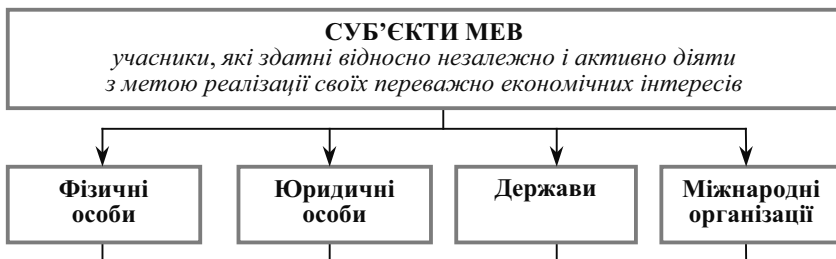 СУБ’ЄКТИ МЕВ
учасники, які здатні відносно незалежно і активно діяти
з метою реалізації своїх переважно економічних інтересів
Фізичні
особи
Юридичні
особи
Держави
Міжнародні
організації